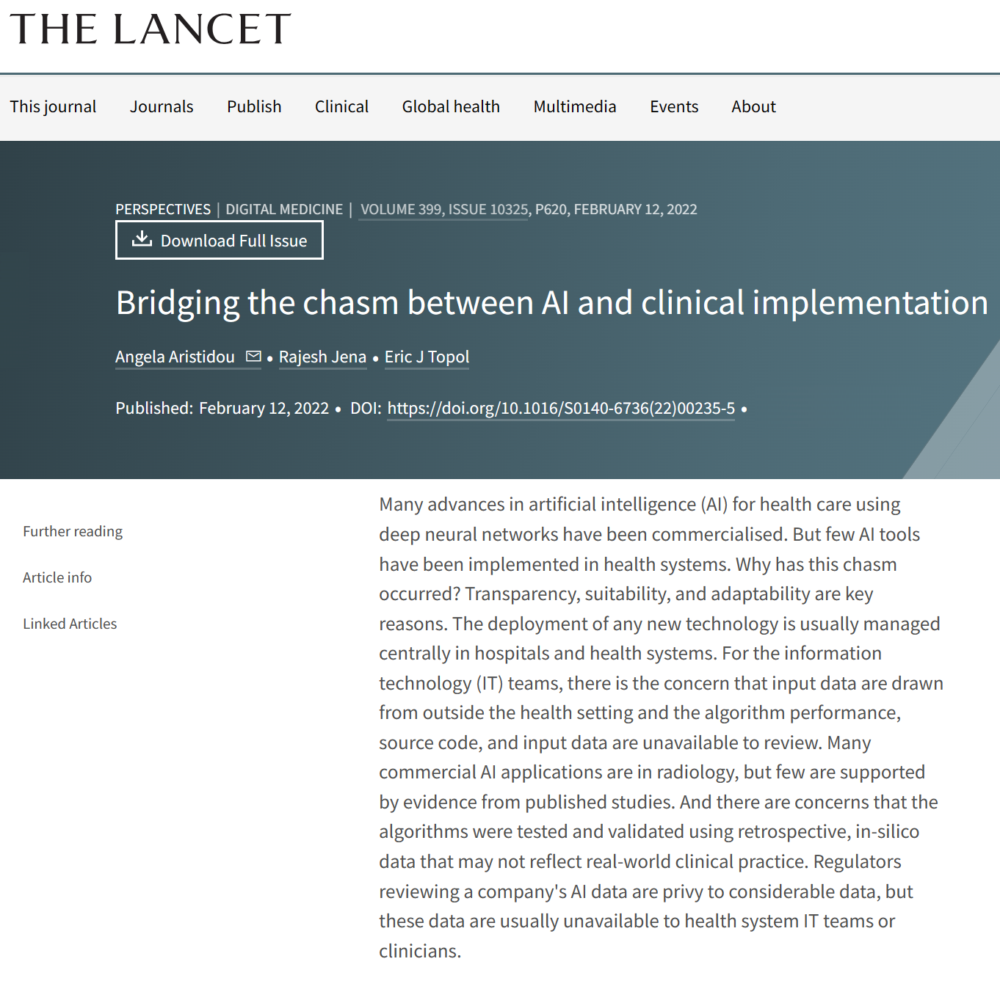 THE LANCET
This journal Journals Publish Clinical Global health Multimedia Events About
PERSPECTIVES | DIGITAL MEDICINE | VOLUME 399, ISSUE 10325, P620, FEBRUARY 12, 2022
Download Full Issue
Bridging the chasm between AI and clinical implementation
Angela Aristidou • Rajesh Jena • Eric J Topol
Published: February 12, 2022 • DOI: https://doi.org/10.1016/S0140-6736(22)00235-5 •
Further reading
Article info
Linked Articles
Many advances in artificial intelligence (AI) for health care using
deep neural networks have been commercialised. But few AI tools
have been implemented in health systems. Why has this chasm
occurred? Transparency, suitability, and adaptability are key
reasons. The deployment of any new technology is usually managed
centrally in hospitals and health systems. For the information
technology (IT) teams, there is the concern that input data are drawn
from outside the health setting and the algorithm performance,
source code, and input data are unavailable to review. Many
commercial AI applications are in radiology, but few are supported
by evidence from published studies. And there are concerns that the
algorithms were tested and validated using retrospective, in-silico
data that may not reflect real-world clinical practice. Regulators
reviewing a company's AI data are privy to considerable data, but
these data are usually unavailable to health system IT teams or
clinicians.